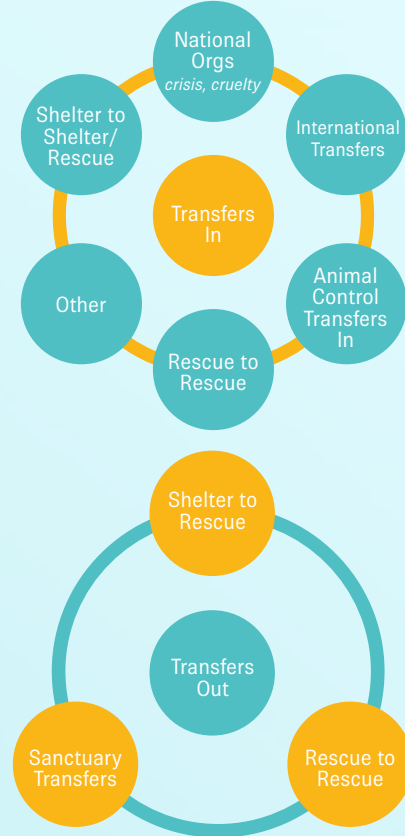 National
Orgs
crisis, cruelty
Shelter to
Shelter/
Rescue
International
Transfers
Transfers
In
Other
Animal
Control
Transfers
In
Rescue to
Rescue
Shelter to
Rescue
Transfers
Out
Sanctuary
Transfers
Rescue to
Rescue